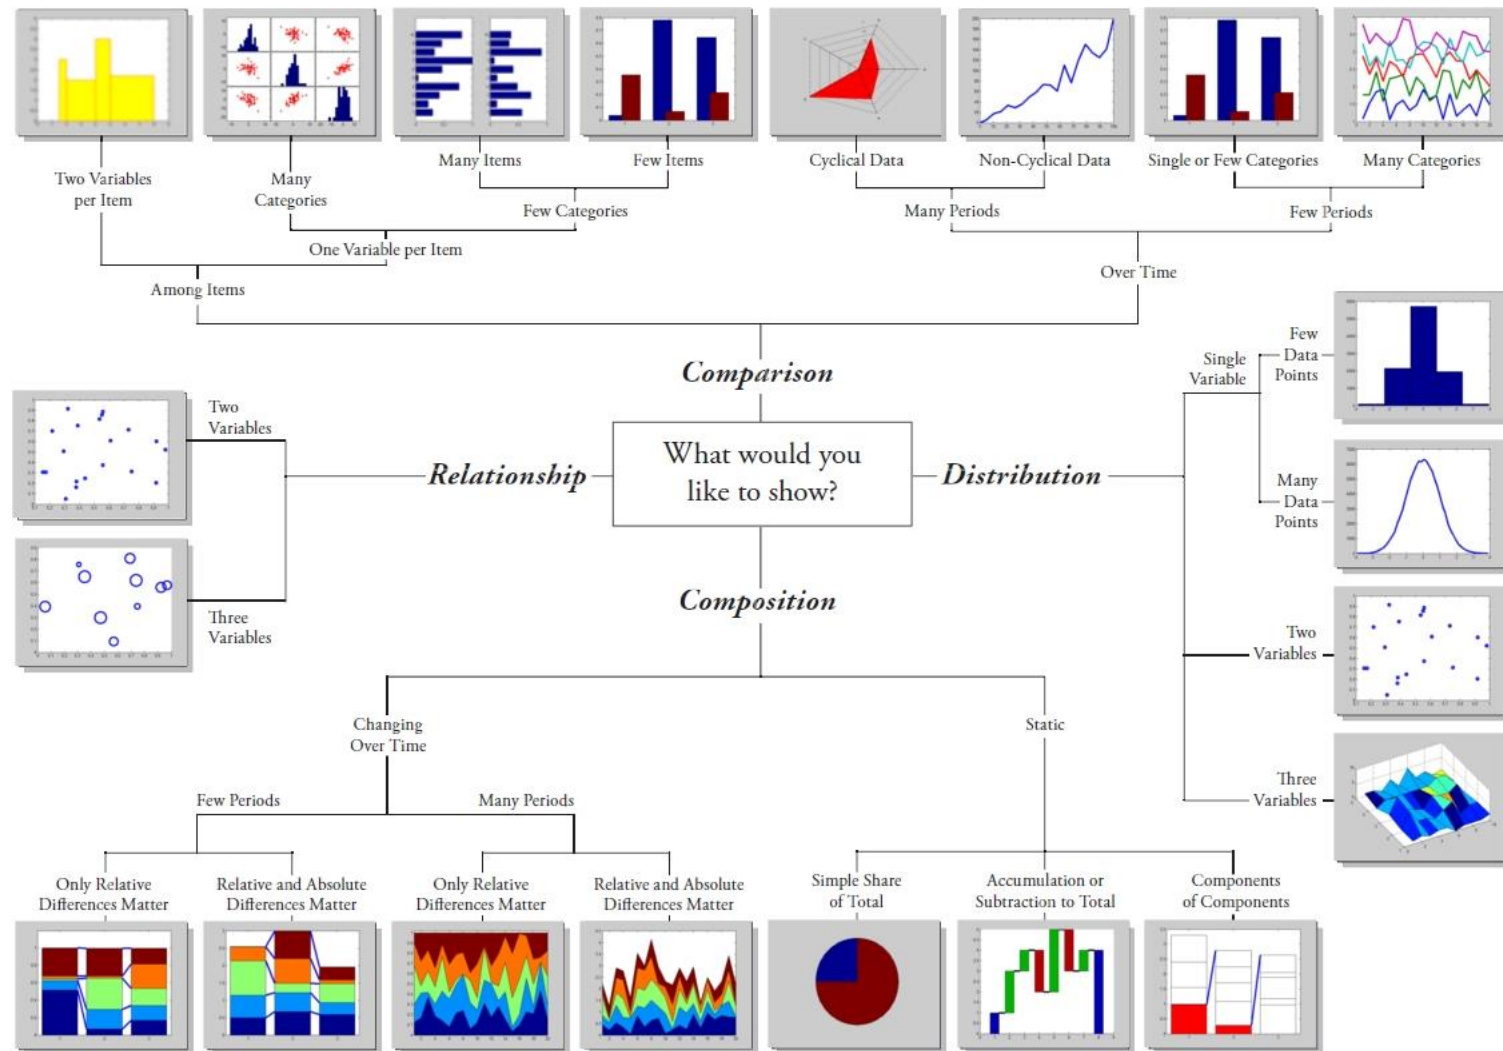 Two Variables
per Item
Many
Categories
Many Items
Few Items
Cyclical Data
Non-Cyclical Data
Single or Few Categories
Many Categories
Few Categories
Many Periods
Few Periods
One Variable per Item
Among Items
Over Time
Comparison
What would you
like to show?
Relationship
Two
Variables
Three
Variables
Distribution
Single
Variable
Few
Data
Points
Many
Data
Points
Two
Variables
Three
Variables
Composition
Changing
Over Time
Static
Few Periods
Many Periods
Only Relative
Differences Matter
Relative and Absolute
Differences Matter
Only Relative
Differences Matter
Relative and Absolute
Differences Matter
Simple Share
of Total
Accumulation or
Subtraction to Total
Components
of Components